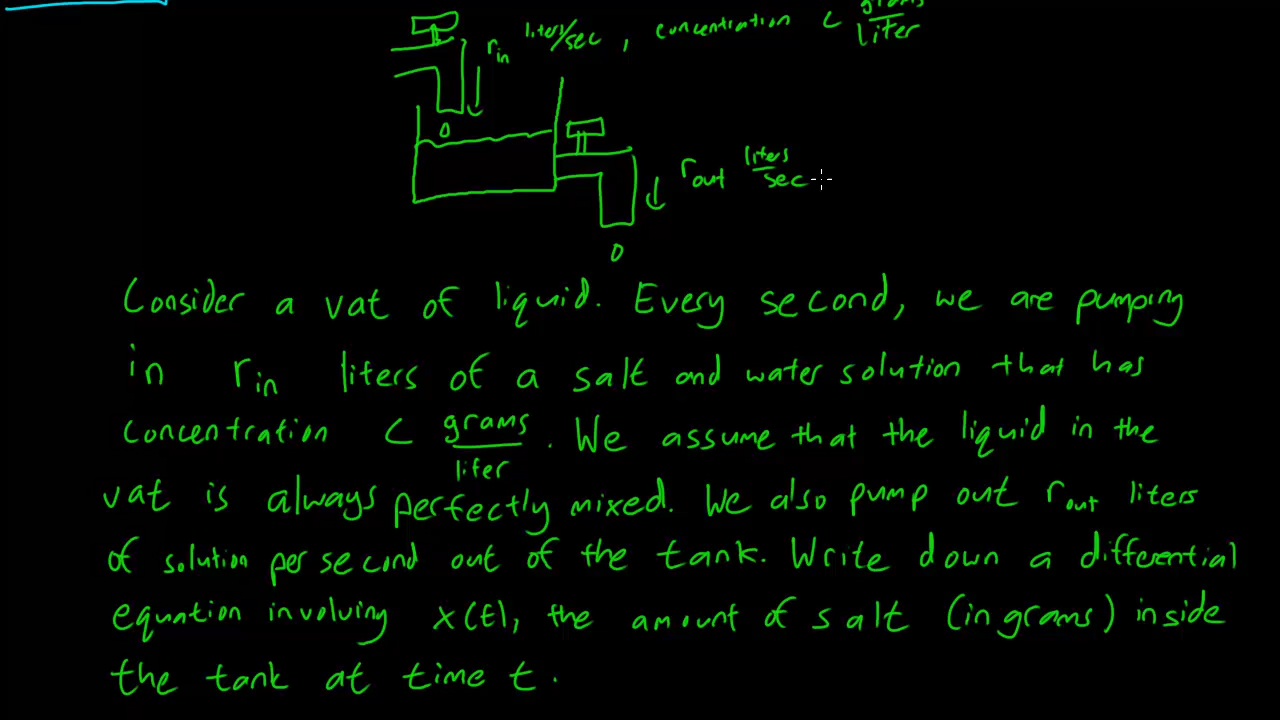 r_in liters/sec, concentration c grams/liter
r_out liters/sec
Consider a vat of liquid. Every second, we are pumping
in r_in liters of a salt and water solution that has
concentration c grams/liter. We assume that the liquid in the
vat is always perfectly mixed. We also pump out r_out liters
of solution per second out of the tank. Write down a differential
equation involving x(t), the amount of salt (in grams) inside
the tank at time t.